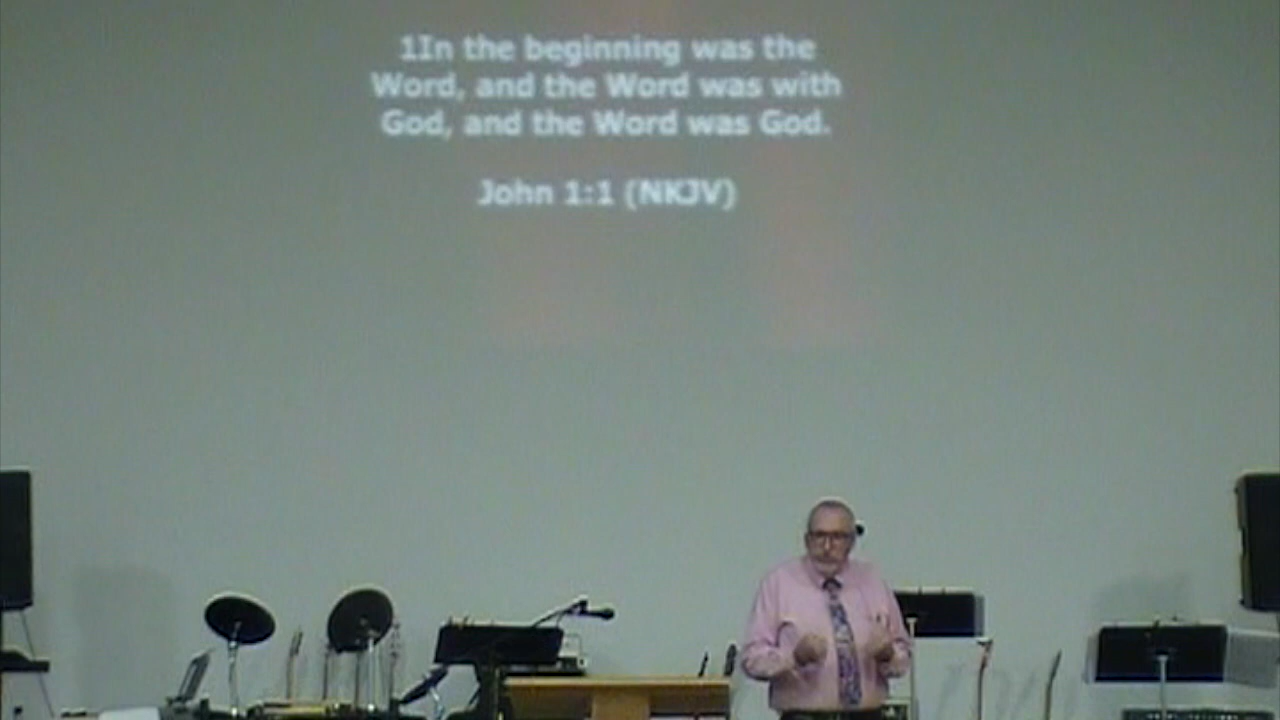 1In the beginning was the
Word, and the Word was with
God, and the Word was God.
John 1:1 (NKJV)